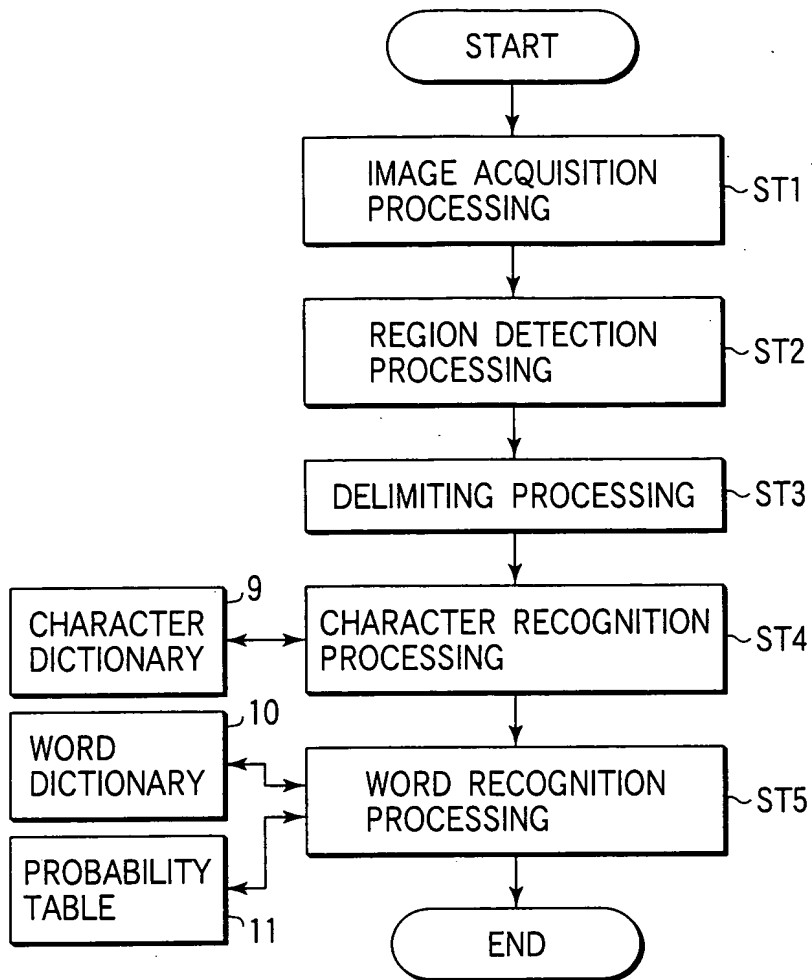 START
IMAGE ACQUISITION
PROCESSING
ST1
REGION DETECTION
PROCESSING
ST2
DELIMITING PROCESSING
ST3
9
CHARACTER
DICTIONARY
CHARACTER RECOGNITION
PROCESSING
ST4
10
WORD
DICTIONARY
WORD RECOGNITION
PROCESSING
ST5
PROBABILITY
TABLE
11
END